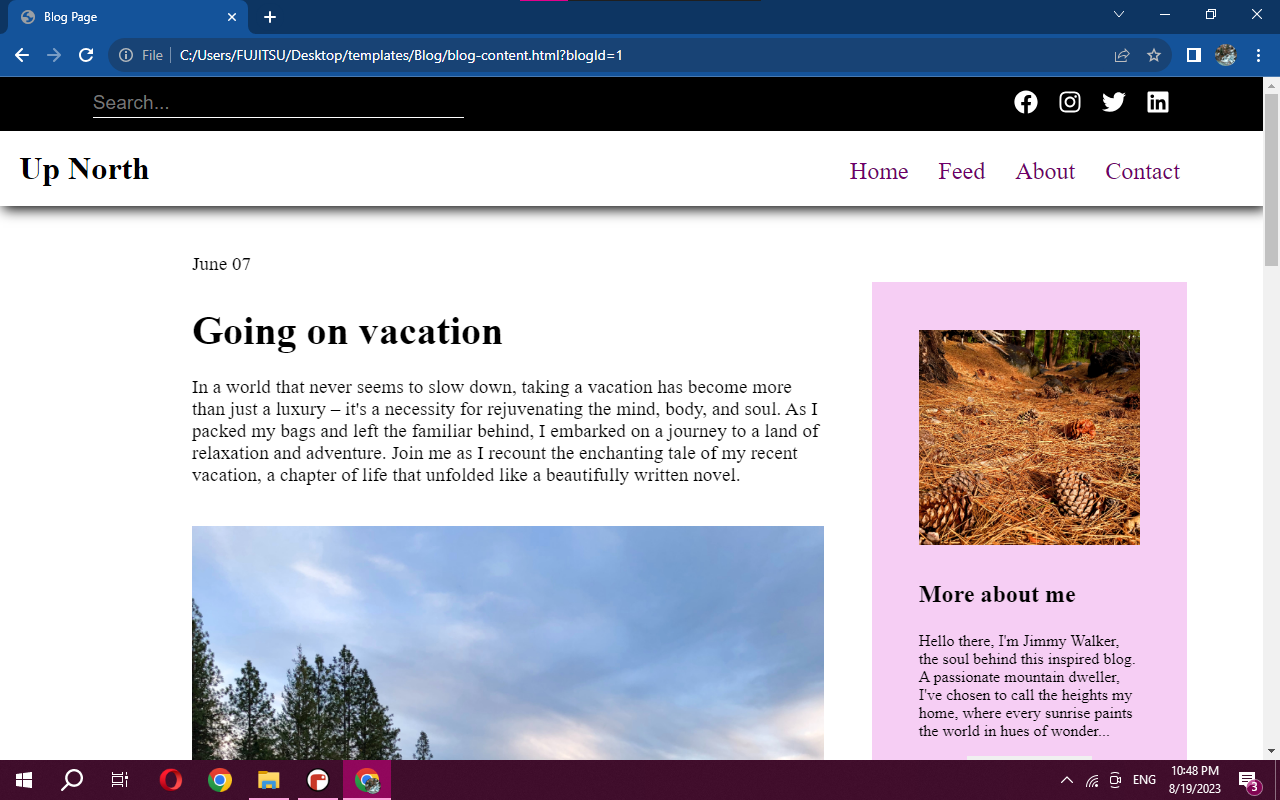 Blog Page
File
C:/Users/FUJITSU/Desktop/templates/Blog/blog-content.html?blogId=1
Search...
Up North
Home
Feed
About
Contact
June 07
Going on vacation
In a world that never seems to slow down, taking a vacation has become more
than just a luxury – it's a necessity for rejuvenating the mind, body, and soul. As I
packed my bags and left the familiar behind, I embarked on a journey to a land of
relaxation and adventure. Join me as I recount the enchanting tale of my recent
vacation, a chapter of life that unfolded like a beautifully written novel.
More about me
Hello there, I'm Jimmy Walker,
the soul behind this inspired blog.
A passionate mountain dweller,
I've chosen to call the heights my
home, where every sunrise paints
the world in hues of wonder...
ENG
10:48 PM
8/19/2023
3